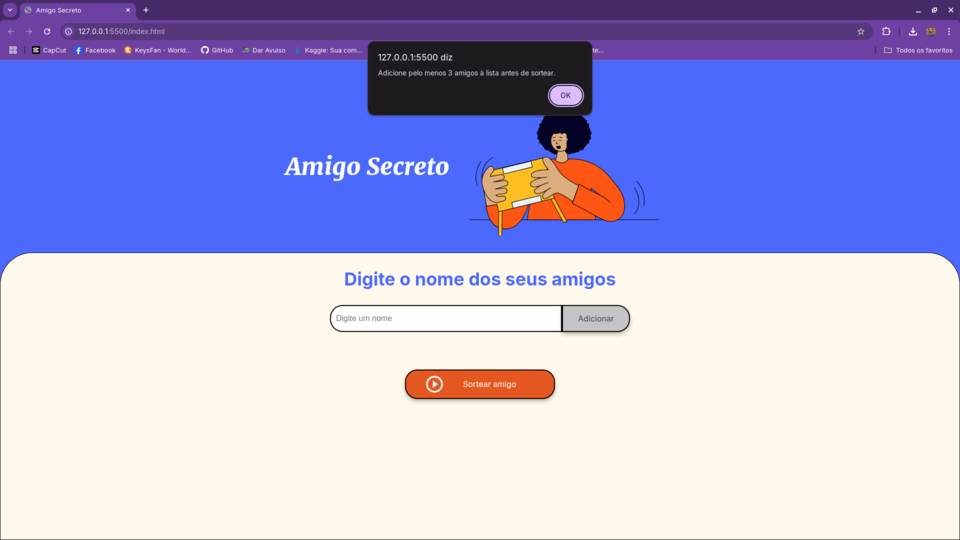 Amigo Secreto
127.0.0.1:5500/index.html
CapCut
Facebook
KeysFan - World...
GitHub
Dar Avulso
Kaggle: Sua com...
te...
Todos os favoritos
127.0.0.1:5500 diz
Adicione pelo menos 3 amigos à lista antes de sortear.
OK
Amigo Secreto
Digite o nome dos seus amigos
Digite um nome
Adicionar
Sortear amigo